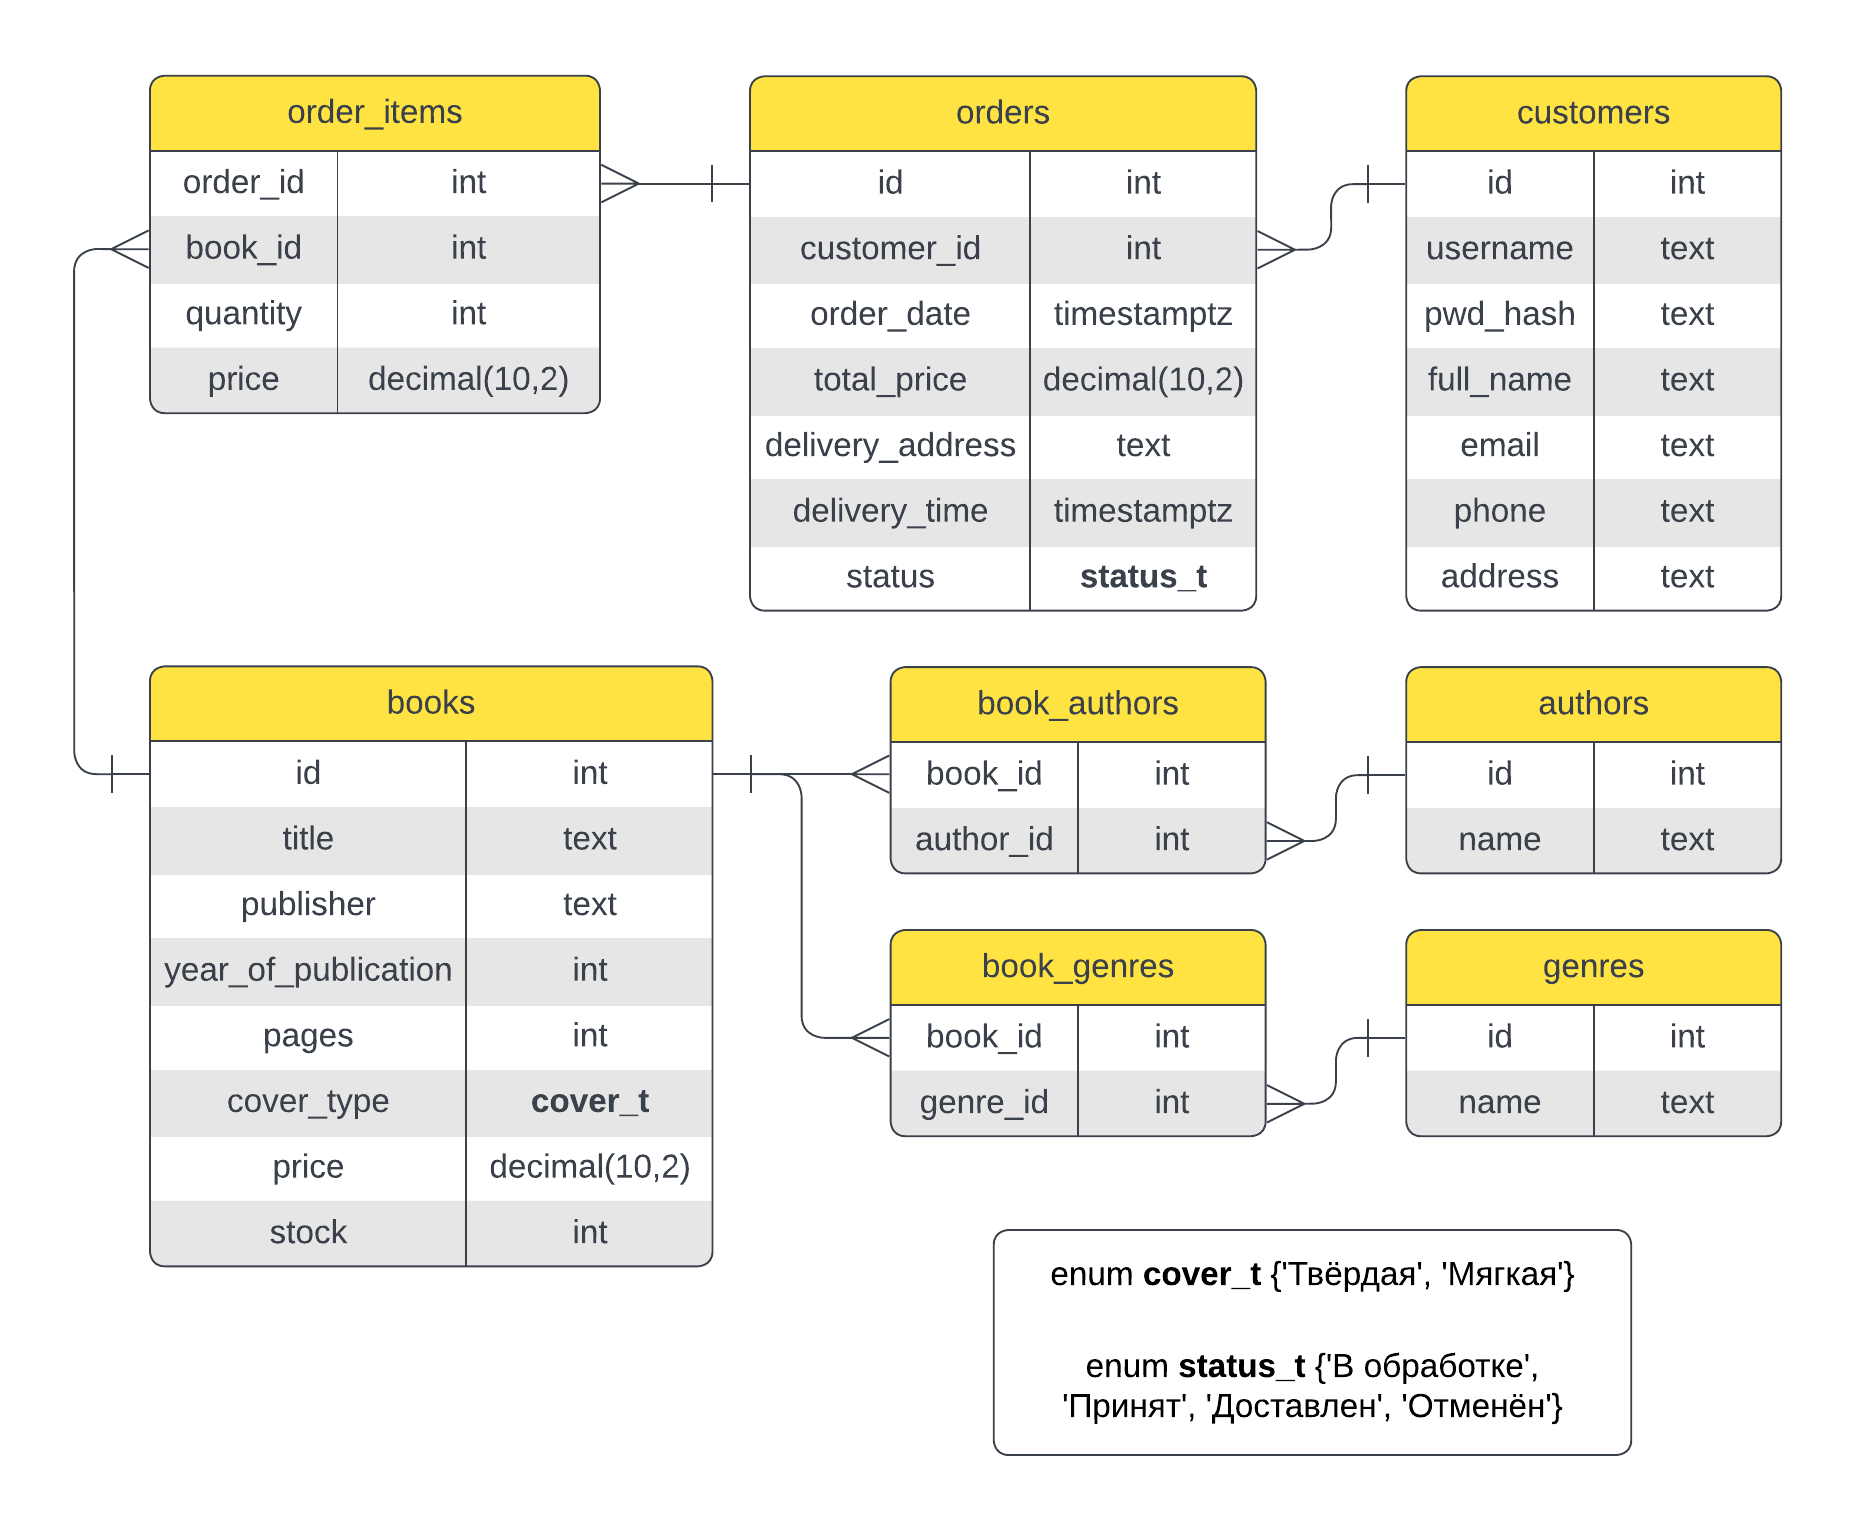 order_items
order_id int
book_id int
quantity int
price decimal(10,2)
orders
id int
customer_id int
order_date timestamptz
total_price decimal(10,2)
delivery_address text
delivery_time timestamptz
status status_t
customers
id int
username text
pwd_hash text
full_name text
email text
phone text
address text
books
id int
title text
publisher text
year_of_publication int
pages int
cover_type cover_t
price decimal(10,2)
stock int
book_authors
book_id int
author_id int
authors
id int
name text
book_genres
book_id int
genre_id int
genres
id int
name text
enum cover_t {'Твёрдая', 'Мягкая'}
enum status_t {'В обработке',
'Принят', 'Доставлен', 'Отменён'}